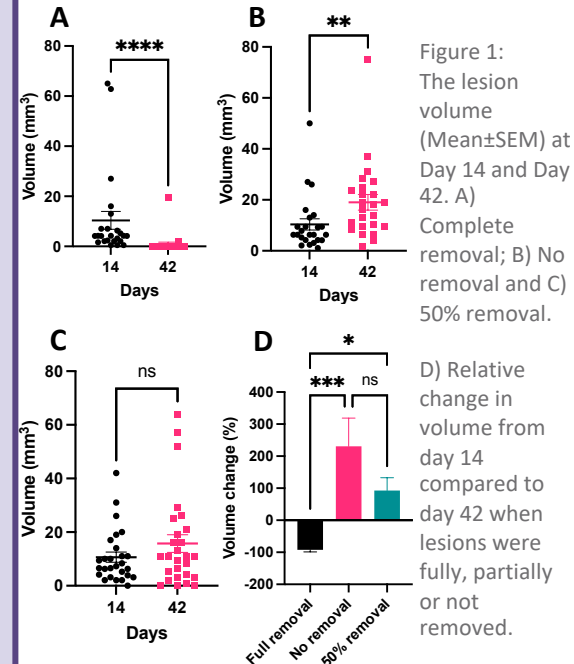 A
****
Volume (mm³)
80
60
40
20
0
14
42
Days
B
**
Volume (mm³)
80
60
40
20
0
14
42
Days
Figure 1:
The lesion
volume
(Mean±SEM) at
Day 14 and Day
42. A)
Complete
removal; B) No
removal and C)
50% removal.
C
ns
Volume (mm³)
80
60
40
20
0
14
42
Days
D
*
***
ns
Volume change (%)
400
300
200
100
0
-100
-200
Full removal
No removal
50% removal
D) Relative
change in
volume from
day 14
compared to
day 42 when
lesions were
fully, partially
or not
removed.